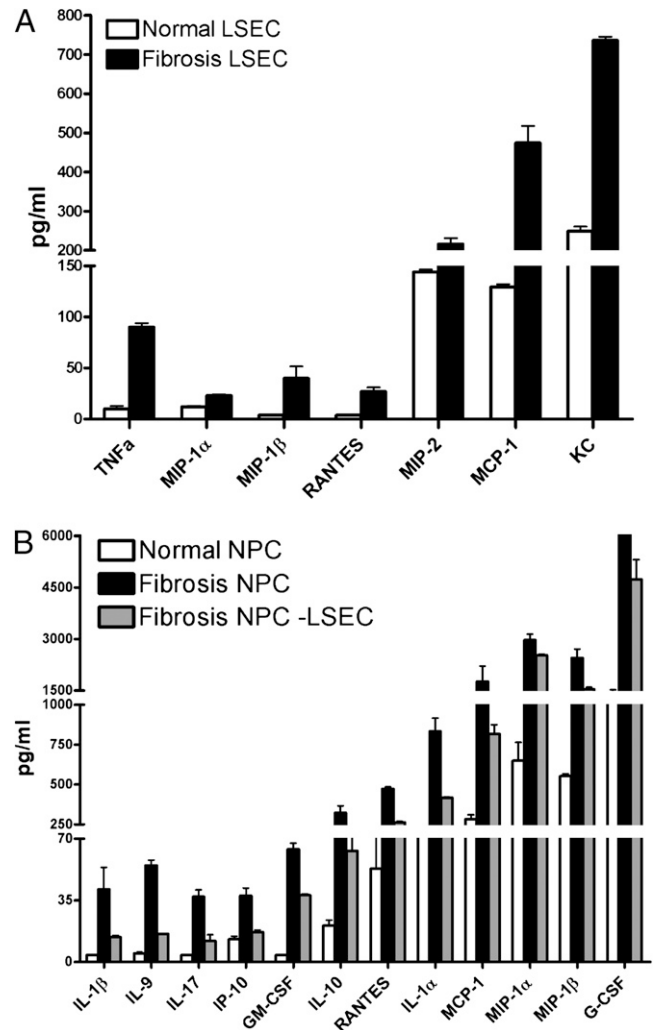 A
Normal LSEC
Fibrosis LSEC
pg/ml
800
700
600
500
400
300
200
150
100
50
0
TNFa
MIP-1α
MIP-1β
RANTES
MIP-2
MCP-1
KC
B
Normal NPC
Fibrosis NPC
Fibrosis NPC -LSEC
pg/ml
6000
4500
3000
1500
1000
750
500
250
70
35
0
IL-1β
IL-9
IL-17
IP-10
GM-CSF
IL-10
RANTES
IL-1α
MCP-1
MIP-1α
MIP-1β
G-CSF